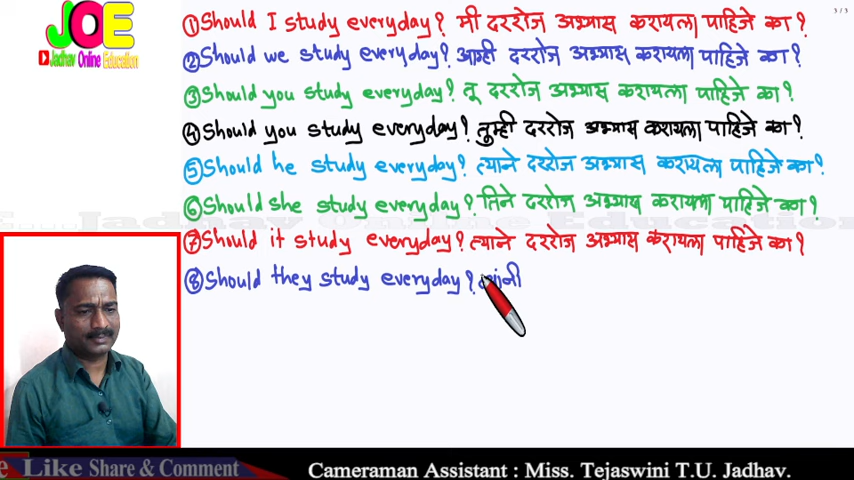 JOE
Jadhav Online Education
3/3
①Should I study everyday? मी दररोज अभ्यास करायला पाहिजे का?
②Should we study everyday? आम्ही दररोज अभ्यास करायला पाहिजे का?
③Should you study everyday? तू दररोज अभ्यास करायला पाहिजे का?
④Should you study everyday? तुम्ही दररोज अभ्यास करायला पाहिजे का?
⑤Should he study everyday? त्याने दररोज अभ्यास करायला पाहिजे का?
⑥Should she study everyday? तिने दररोज अभ्यास करायला पाहिजे का?
⑦Should it study everyday? त्याने दररोज अभ्यास करायला पाहिजे का?
⑧Should they study everyday? त्यांनी
Like Share & Comment
Cameraman Assistant : Miss. Tejaswini T.U. Jadhav.